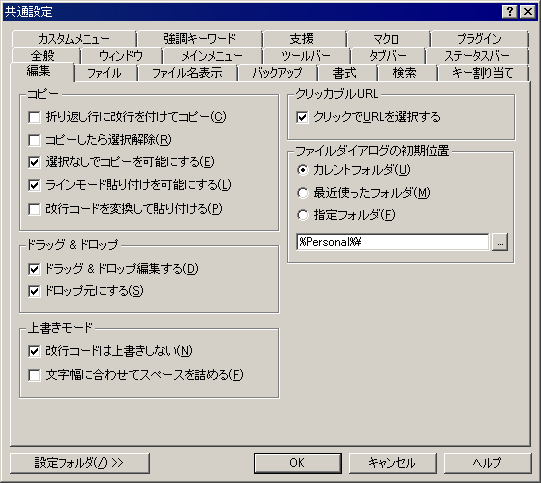 共通設定
カスタムメニュー 強調キーワード 支援 マクロ プラグイン
全般 ウィンドウ メインメニュー ツールバー タブバー ステータスバー
編集 ファイル ファイル名表示 バックアップ 書式 検索 キー割り当て
コピー
折り返し行に改行を付けてコピー(C)
コピーしたら選択解除(R)
選択なしでコピーを可能にする(E)
ラインモード貼り付けを可能にする(L)
改行コードを変換して貼り付ける(P)
ドラッグ & ドロップ
ドラッグ & ドロップ編集する(D)
ドロップ元にする(S)
上書きモード
改行コードは上書きしない(N)
文字幅に合わせてスペースを詰める(F)
クリッカブルURL
クリックでURLを選択する
ファイルダイアログの初期位置
カレントフォルダ(U)
最近使ったフォルダ(M)
指定フォルダ(F)
%Personal%¥ ...
設定フォルダ(/) >> OK キャンセル ヘルプ